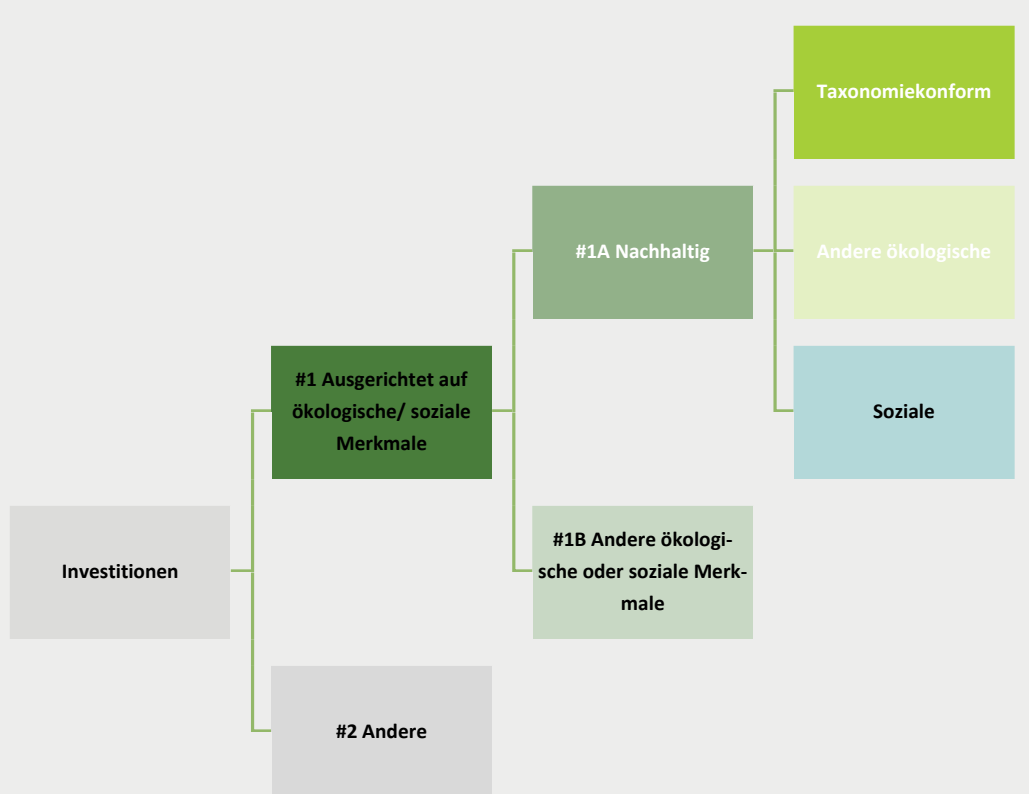 Taxonomiekonform
#1A Nachhaltig
Andere ökologische
#1 Ausgerichtet auf
ökologische/ soziale
Merkmale
Soziale
Investitionen
#1B Andere ökologi-
sche oder soziale Merk-
male
#2 Andere